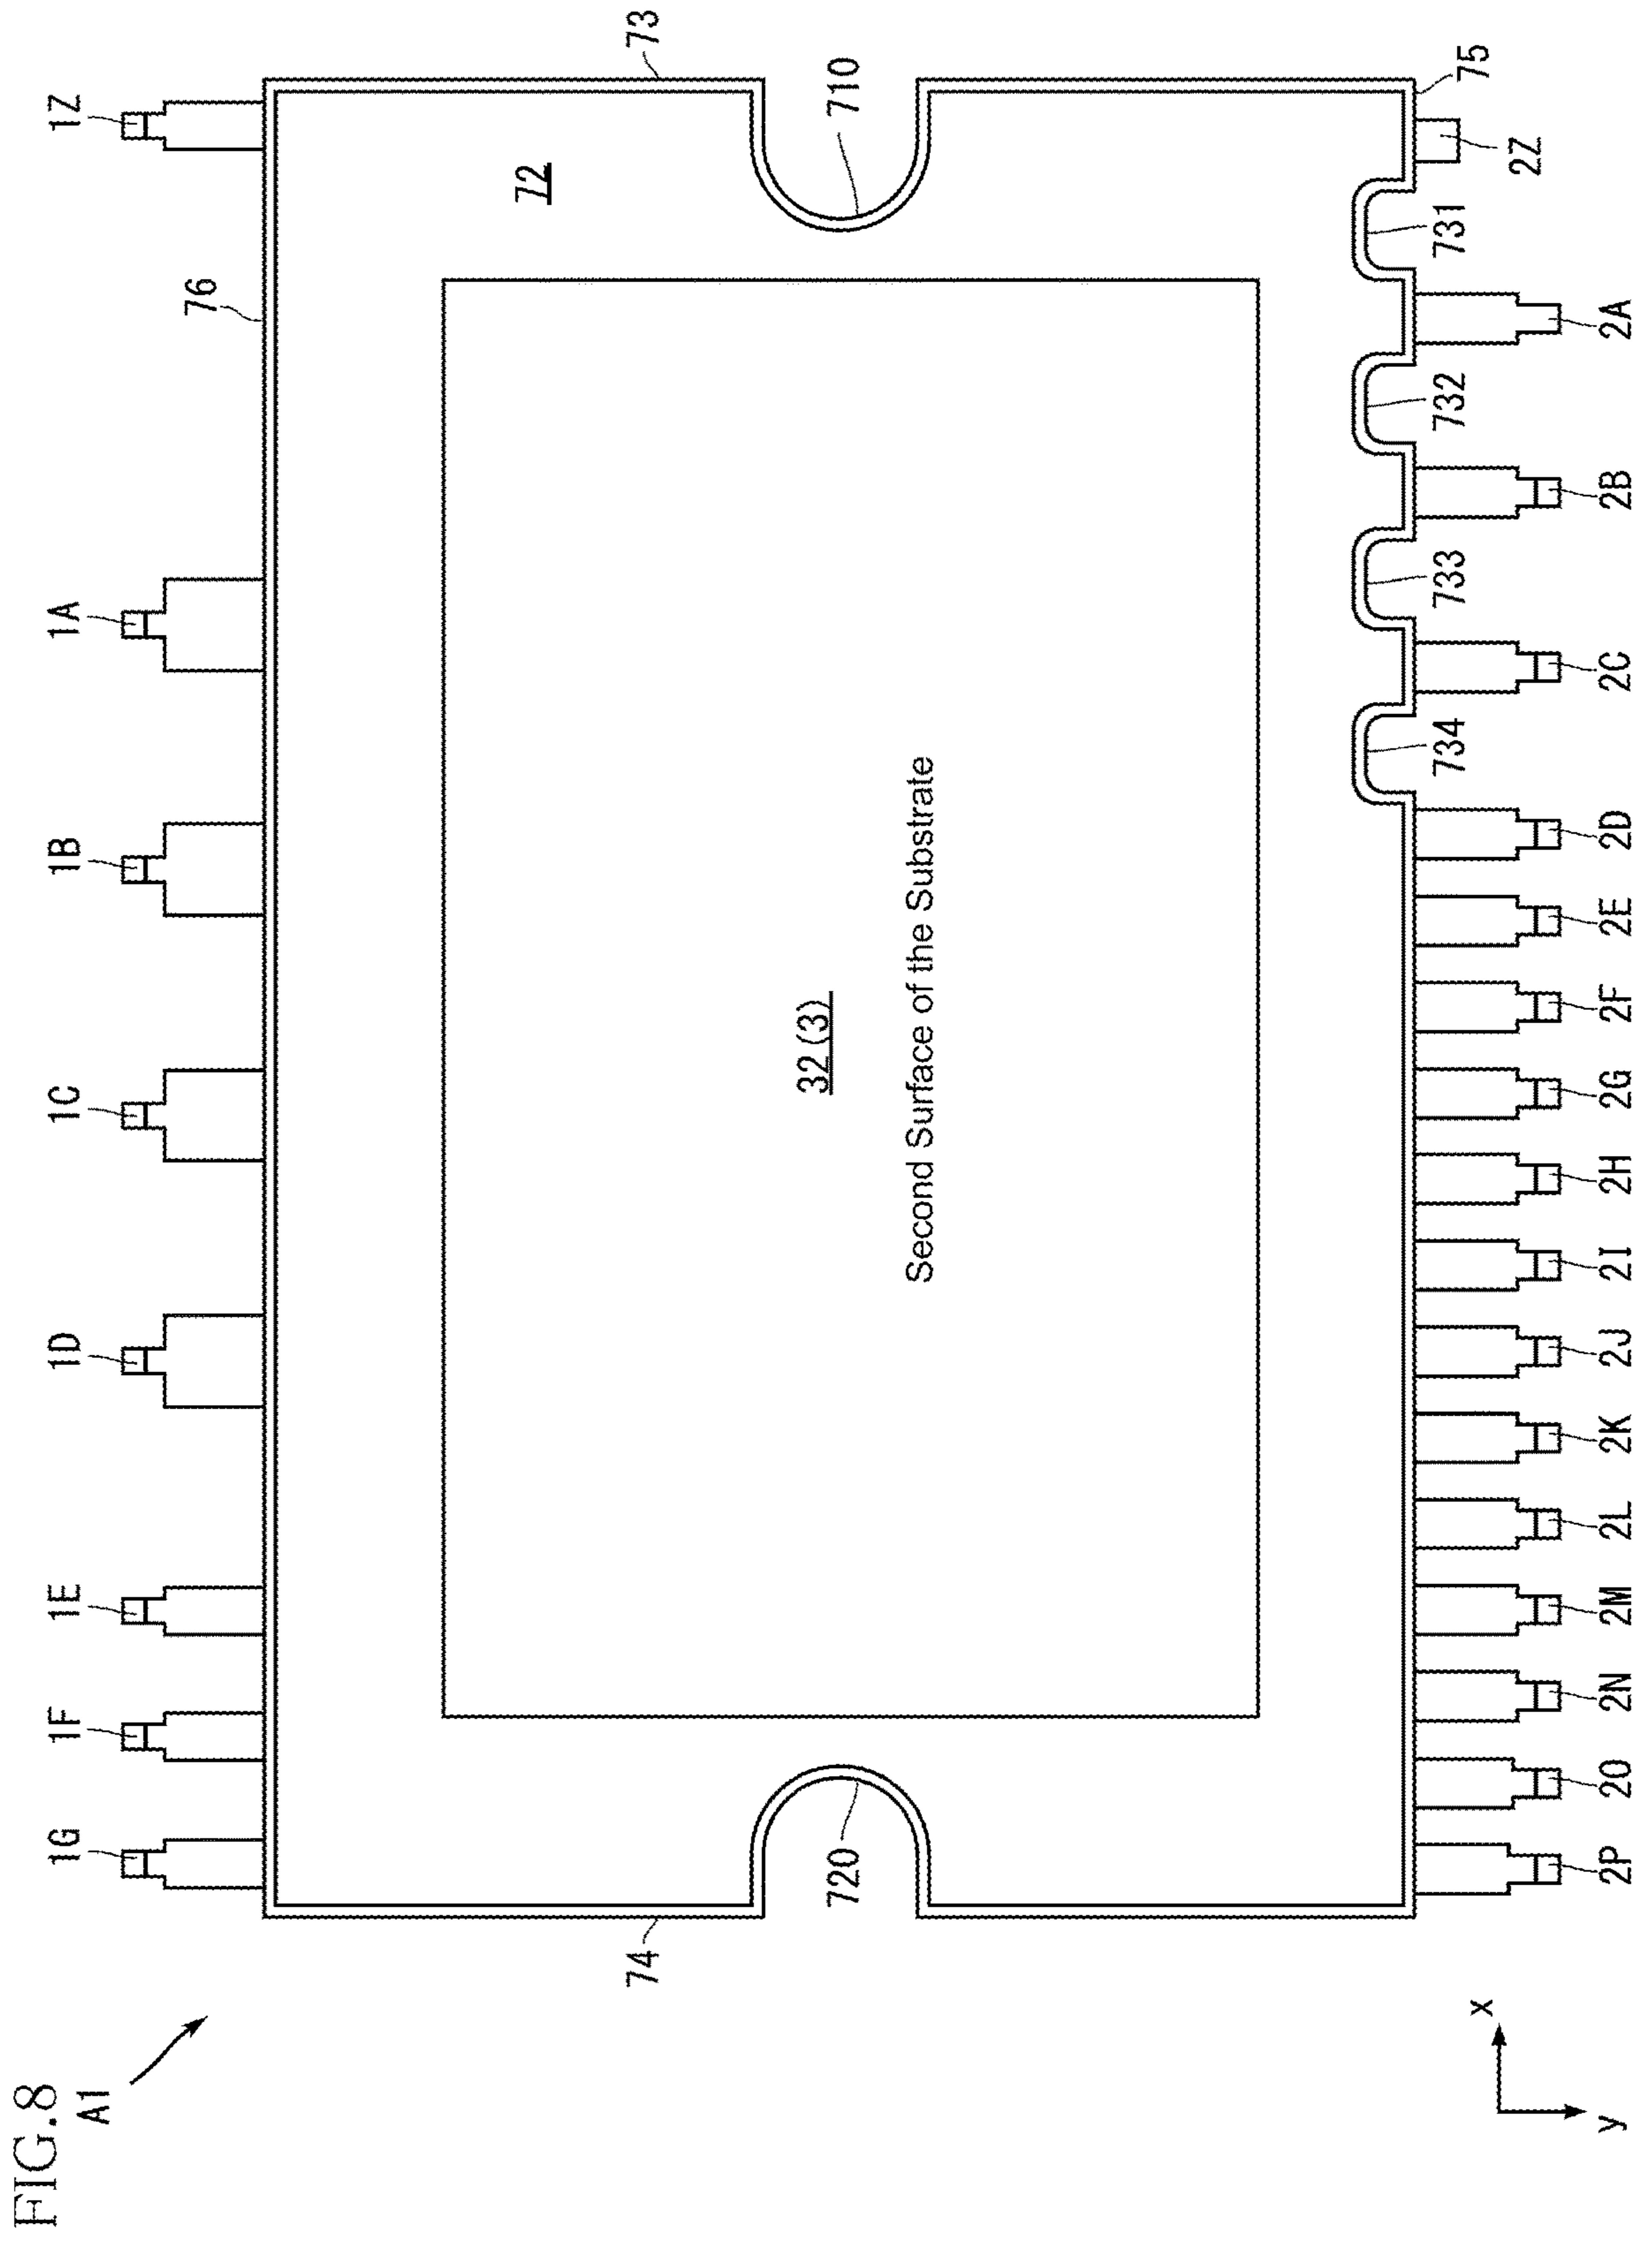 FIG.8
A1
1G
1F
1E
1D
1C
1B
1A
1Z
76
72
74
73
720
710
32(3)
Second Surface of the Substrate
734
733
732
731
75
2Z
2P
2O
2N
2M
2L
2K
2J
2I
2H
2G
2F
2E
2D
2C
2B
2A
x
y